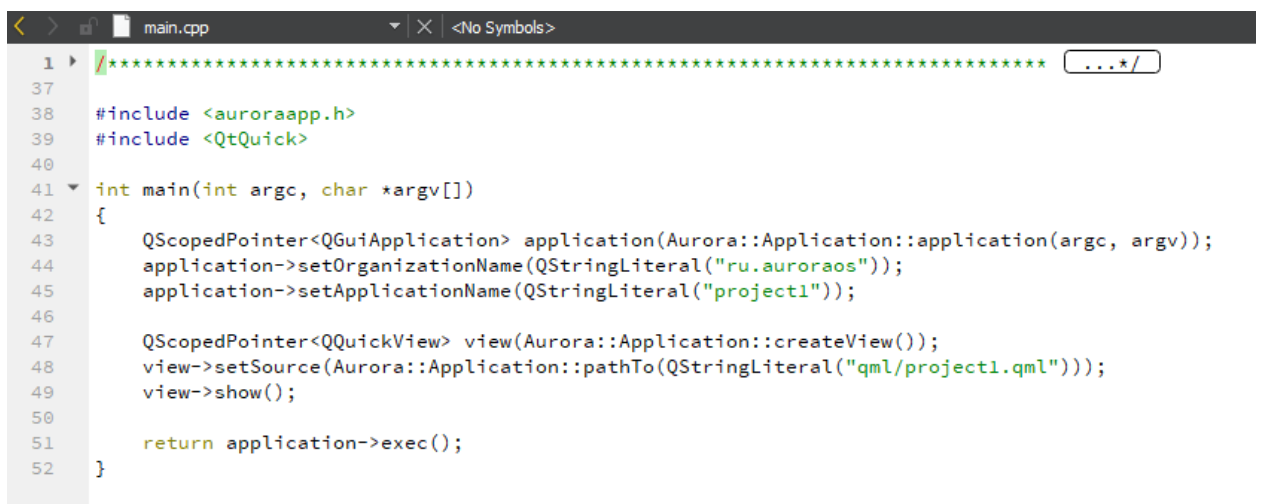 main.cpp <No Symbols>
1 /******************************************************************************* ...*/
37
38 #include <auroraapp.h>
39 #include <QtQuick>
40
41 int main(int argc, char *argv[])
42 {
43     QScopedPointer<QGuiApplication> application(Aurora::Application::application(argc, argv));
44     application->setOrganizationName(QStringLiteral("ru.auroraos"));
45     application->setApplicationName(QStringLiteral("project1"));
46
47     QScopedPointer<QQuickView> view(Aurora::Application::createView());
48     view->setSource(Aurora::Application::pathTo(QStringLiteral("qml/project1.qml")));
49     view->show();
50
51     return application->exec();
52 }